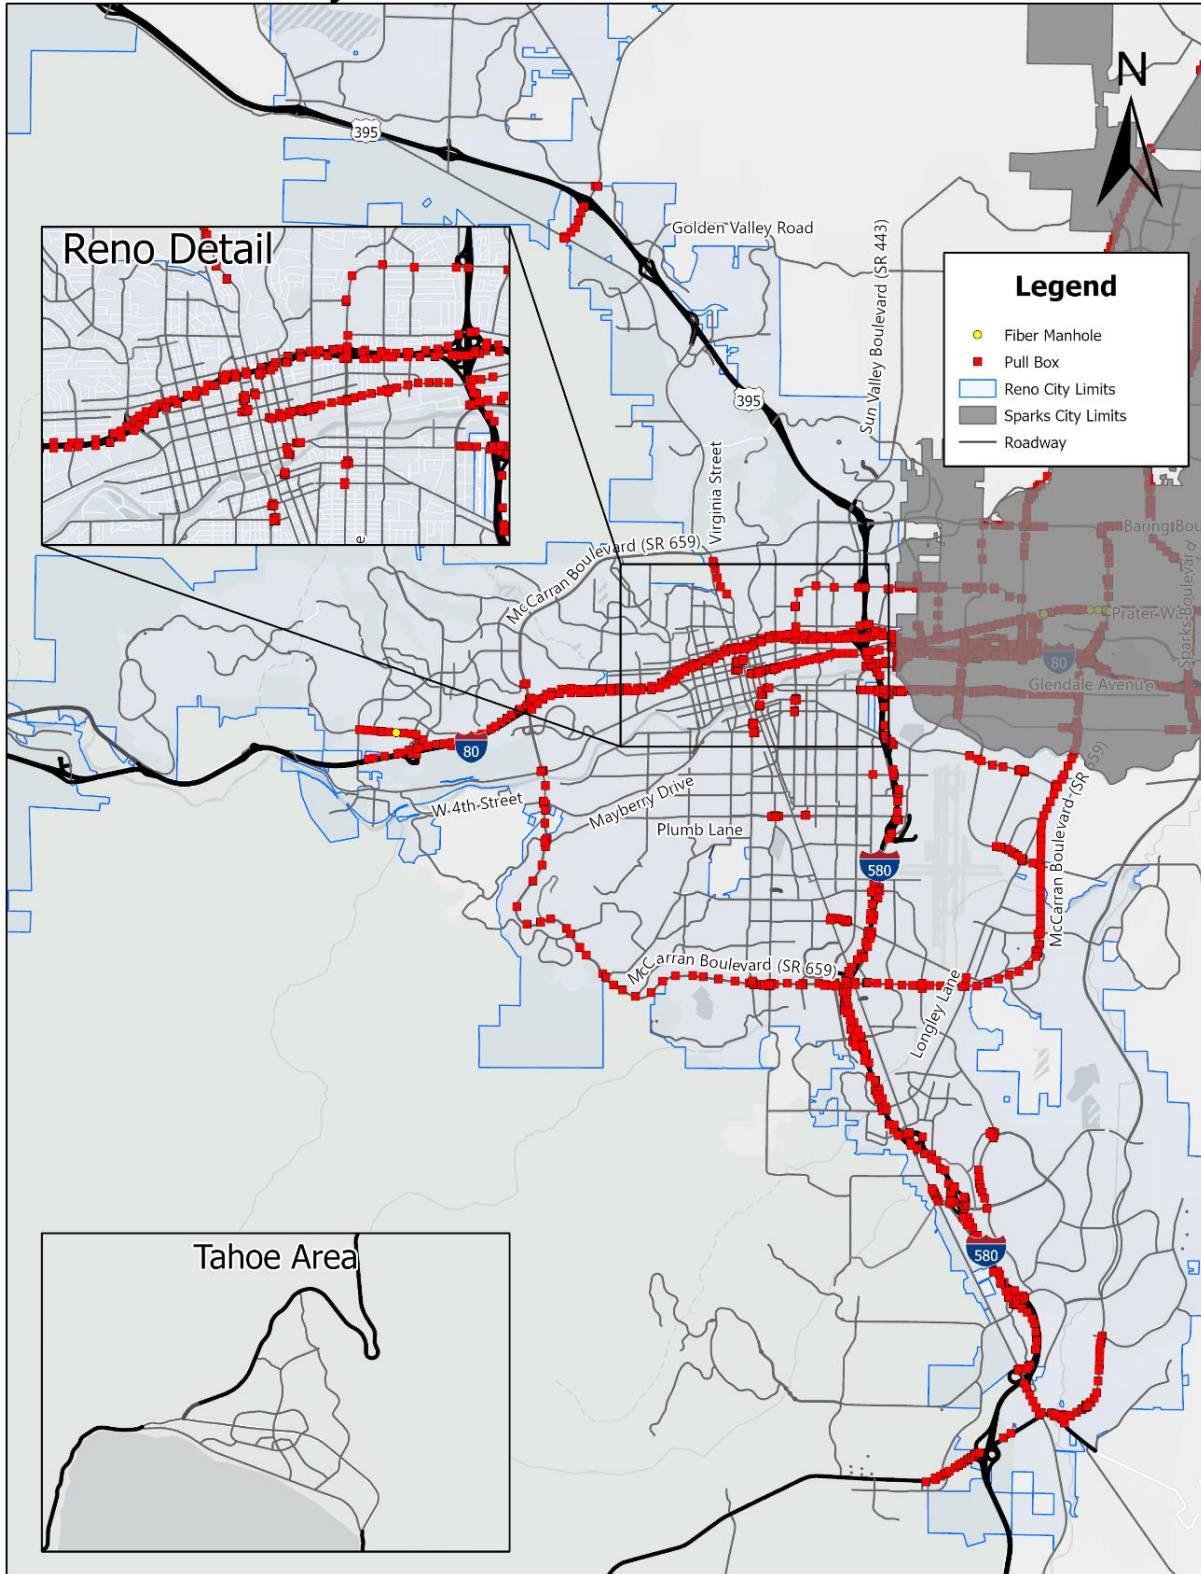 395
N
Golden Valley Road
Sun Valley Boulevard (SR 443)
Reno Detail
Legend
Fiber Manhole
Pull Box
Reno City Limits
Sparks City Limits
Roadway
395
Virginia Street
McCarran Boulevard (SR 659)
Baring Bou
Prater Wa
Sparks Boulevard
80
Glendale Avenue
80
W 4th Street
Mayberry Drive
Plumb Lane
580
McCarran Boulevard (SR 659)
McCarran Boulevard (SR 659)
Longley Lane
580
Tahoe Area
e